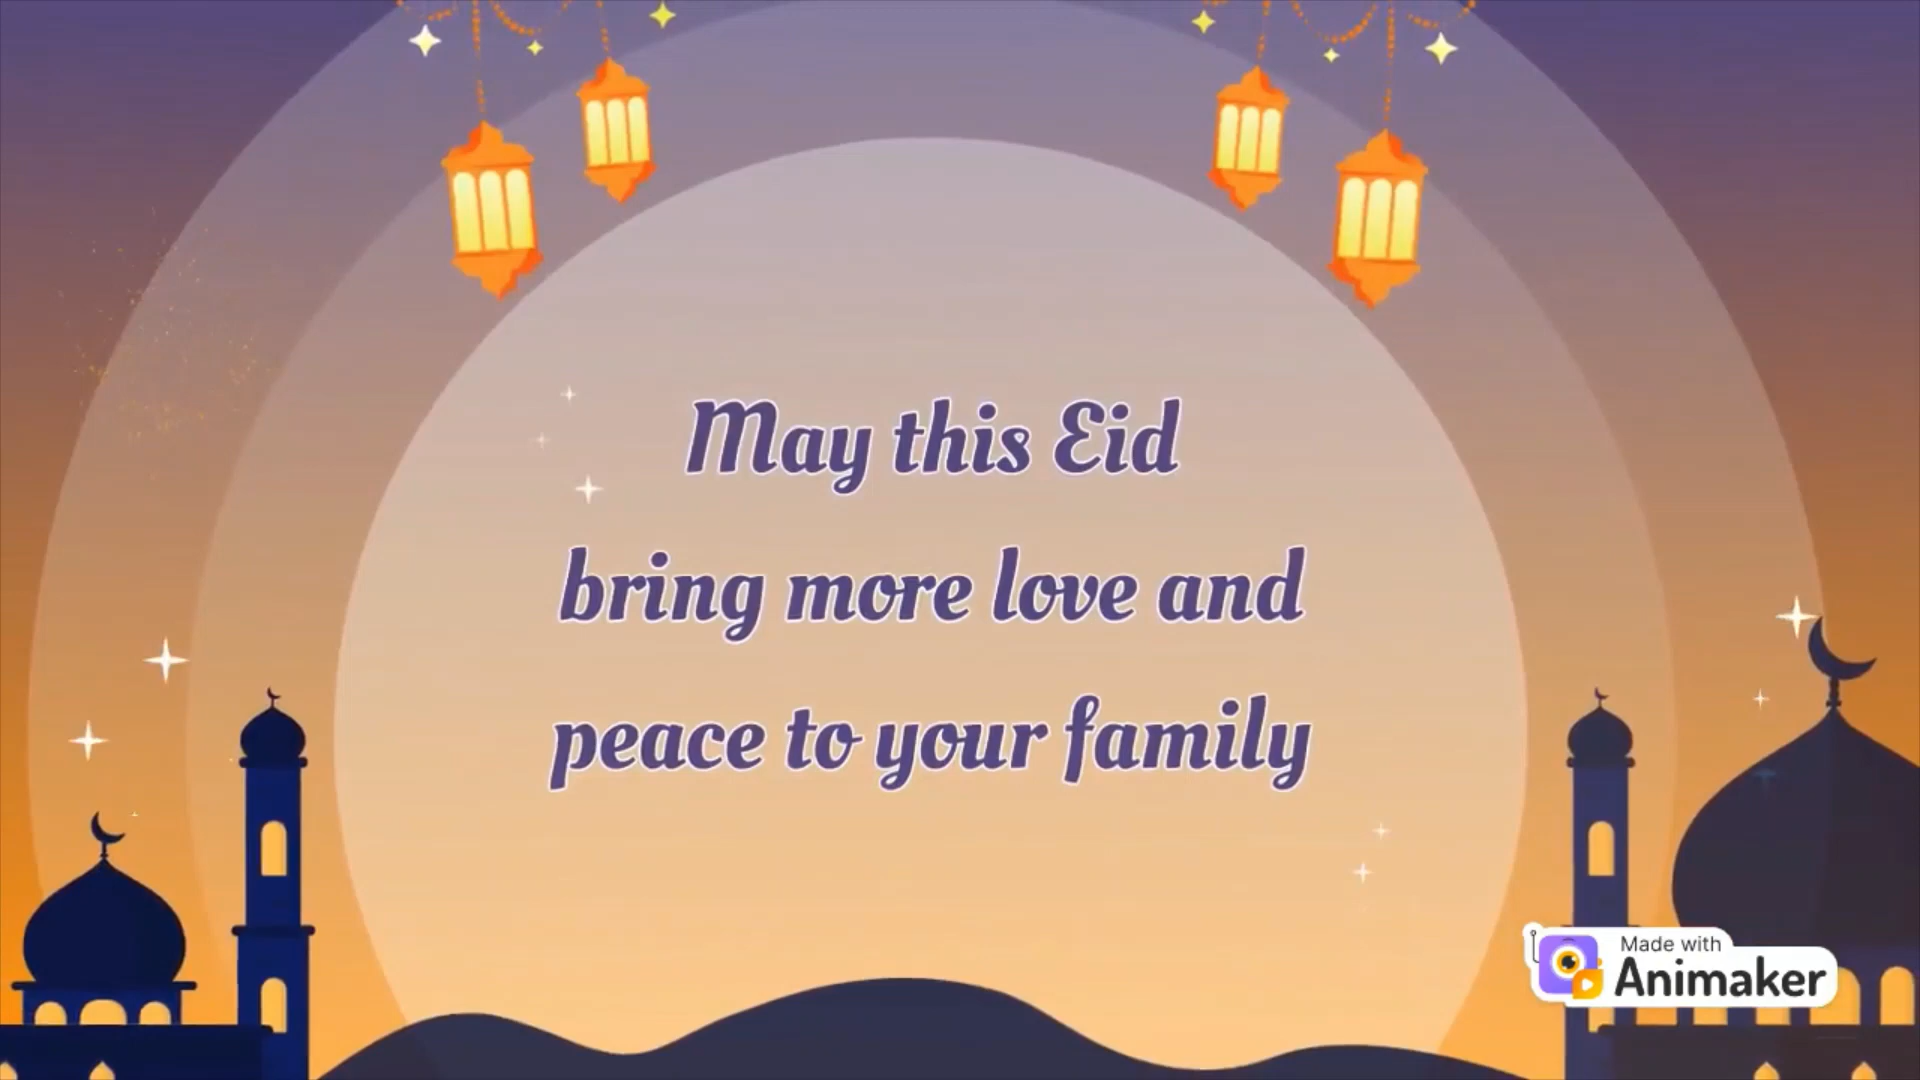 May this Eid
bring more love and
peace to your family
Made with
Animaker